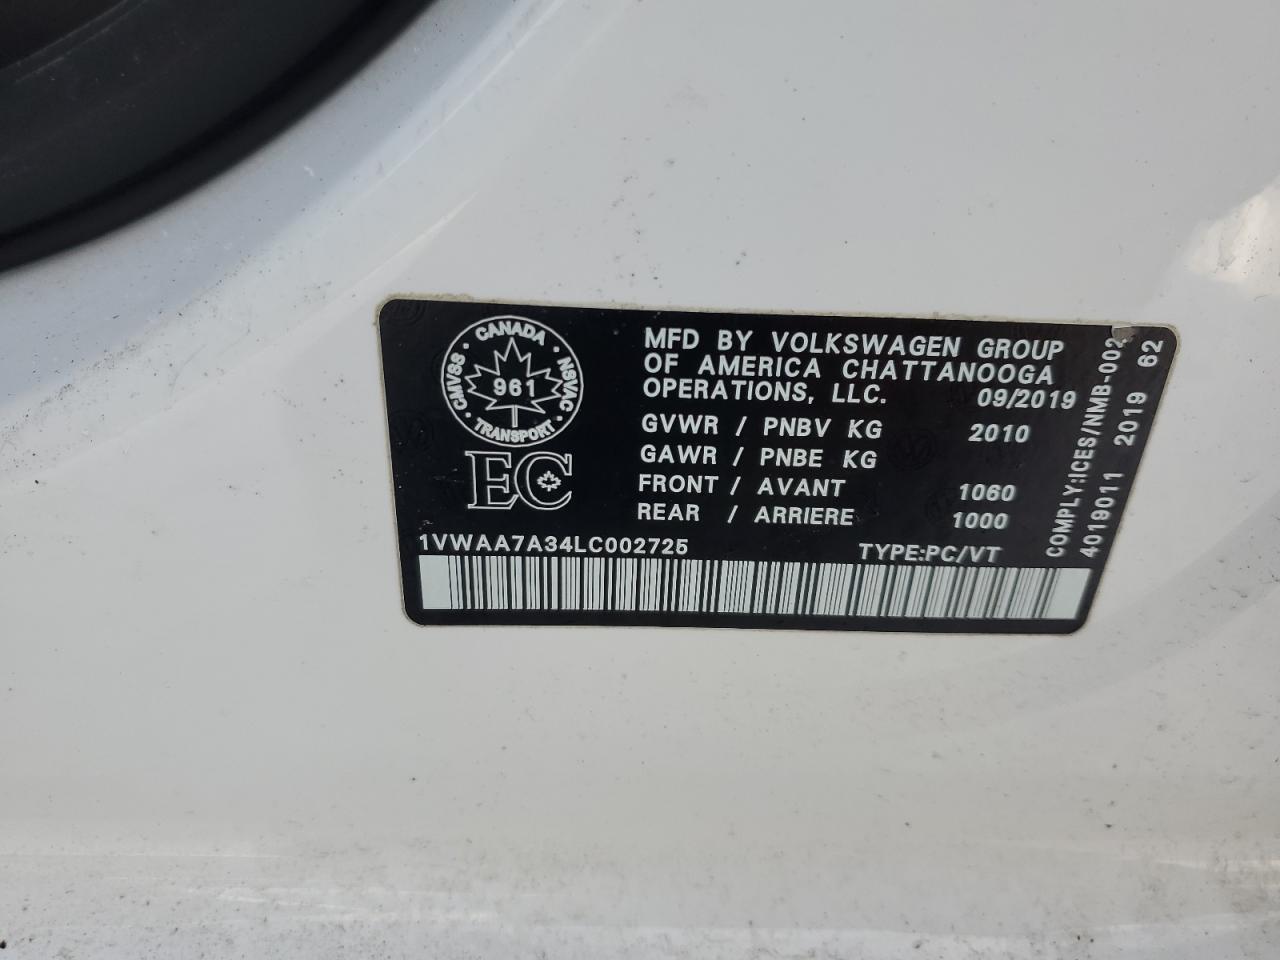 CANADA
CMVSS · NSVAC
961
· TRANSPORT ·
EC
MFD BY VOLKSWAGEN GROUP
OF AMERICA CHATTANOOGA
OPERATIONS, LLC. 09/2019
GVWR / PNBV KG 2010
GAWR / PNBE KG
FRONT / AVANT 1060
REAR / ARRIERE 1000
1VWAA7A34LC002725 TYPE:PC/VT
COMPLY:ICES/NMB-002
4019011 2019 62